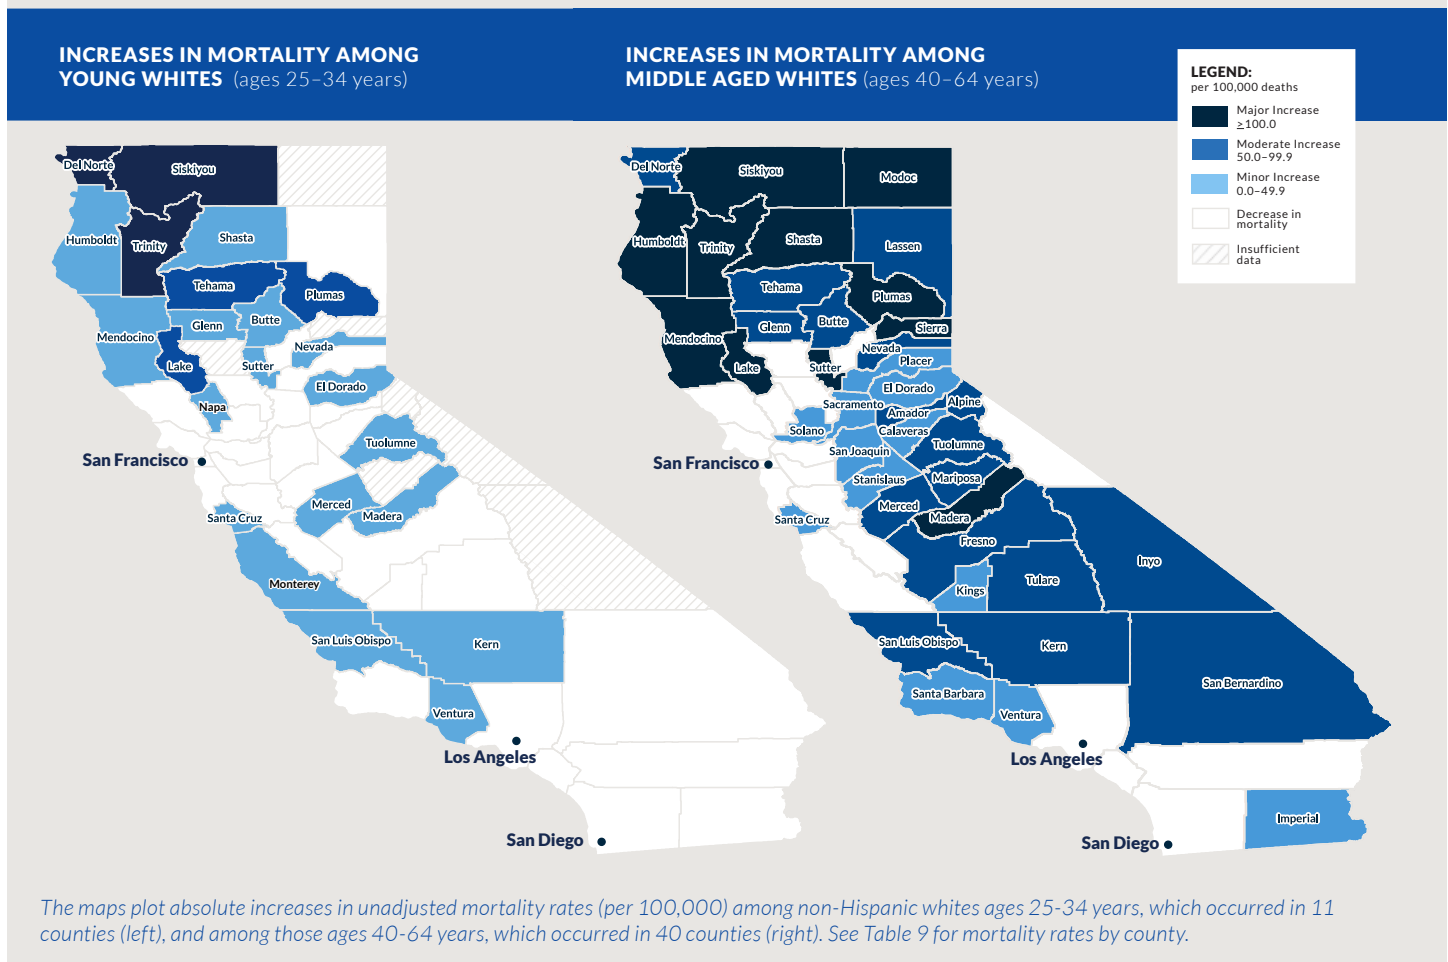 INCREASES IN MORTALITY AMONG
YOUNG WHITES (ages 25–34 years)
INCREASES IN MORTALITY AMONG
MIDDLE AGED WHITES (ages 40–64 years)
LEGEND:
per 100,000 deaths
Major Increase
≥100.0
Moderate Increase
50.0–99.9
Minor Increase
0.0–49.9
Decrease in
mortality
Insufficient
data
Del Norte
Siskiyou
Humboldt
Trinity
Shasta
Tehama
Plumas
Glenn
Butte
Mendocino
Nevada
Lake
Sutter
El Dorado
Napa
Tuolumne
San Francisco
Merced
Madera
Santa Cruz
Monterey
San Luis Obispo
Kern
Ventura
Los Angeles
San Diego
Del Norte
Siskiyou
Modoc
Humboldt
Trinity
Shasta
Lassen
Tehama
Plumas
Glenn
Butte
Sierra
Mendocino
Nevada
Lake
Sutter
Placer
El Dorado
Sacramento
Amador
Alpine
Solano
Calaveras
Tuolumne
San Joaquin
San Francisco
Stanislaus
Mariposa
Merced
Madera
Santa Cruz
Fresno
Inyo
Kings
Tulare
San Luis Obispo
Kern
San Bernardino
Santa Barbara
Ventura
Los Angeles
Imperial
San Diego
The maps plot absolute increases in unadjusted mortality rates (per 100,000) among non-Hispanic whites ages 25-34 years, which occurred in 11
counties (left), and among those ages 40-64 years, which occurred in 40 counties (right). See Table 9 for mortality rates by county.